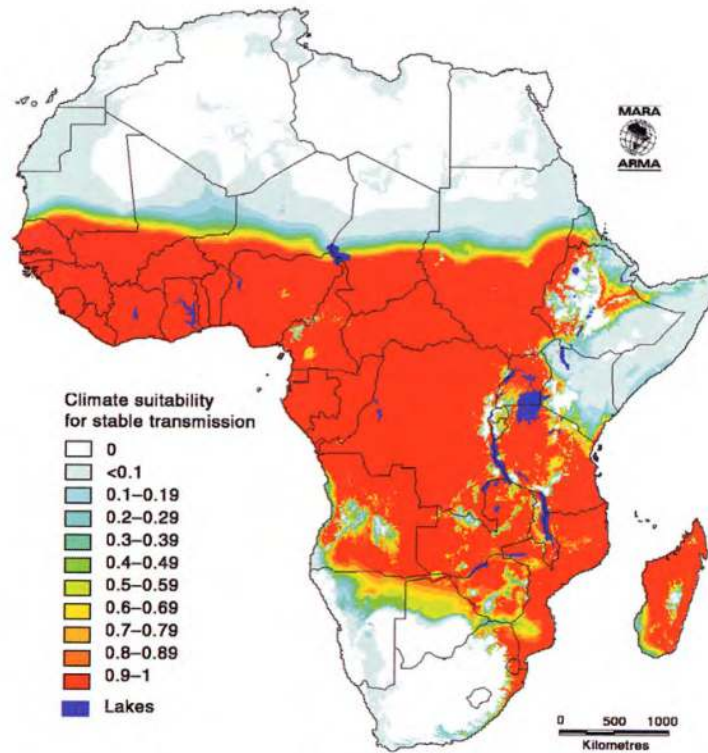 MARA
ARMA
Climate suitability
for stable transmission
0
<0.1
0.1–0.19
0.2–0.29
0.3–0.39
0.4–0.49
0.5–0.59
0.6–0.69
0.7–0.79
0.8–0.89
0.9–1
Lakes
0 500 1000
Kilometres